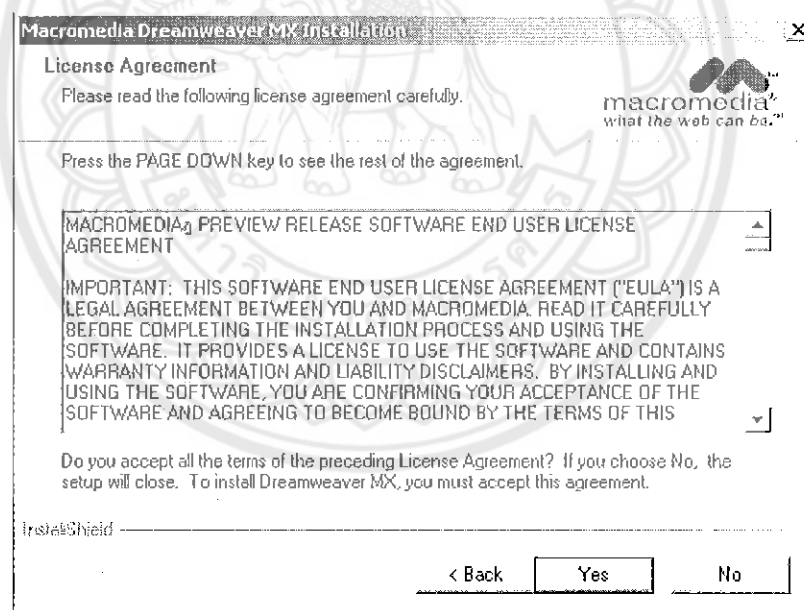 Macromedia Dreamweaver MX Installation
License Agreement
Please read the following license agreement carefully.
macromedia
what the web can be.™
Press the PAGE DOWN key to see the rest of the agreement.
MACROMEDIA PREVIEW RELEASE SOFTWARE END USER LICENSE
AGREEMENT
IMPORTANT: THIS SOFTWARE END USER LICENSE AGREEMENT ("EULA") IS A
LEGAL AGREEMENT BETWEEN YOU AND MACROMEDIA. READ IT CAREFULLY
BEFORE COMPLETING THE INSTALLATION PROCESS AND USING THE
SOFTWARE. IT PROVIDES A LICENSE TO USE THE SOFTWARE AND CONTAINS
WARRANTY INFORMATION AND LIABILITY DISCLAIMERS. BY INSTALLING AND
USING THE SOFTWARE, YOU ARE CONFIRMING YOUR ACCEPTANCE OF THE
SOFTWARE AND AGREEING TO BECOME BOUND BY THE TERMS OF THIS
Do you accept all the terms of the preceding License Agreement? If you choose No, the
setup will close. To install Dreamweaver MX, you must accept this agreement.
InstallShield
< Back Yes No